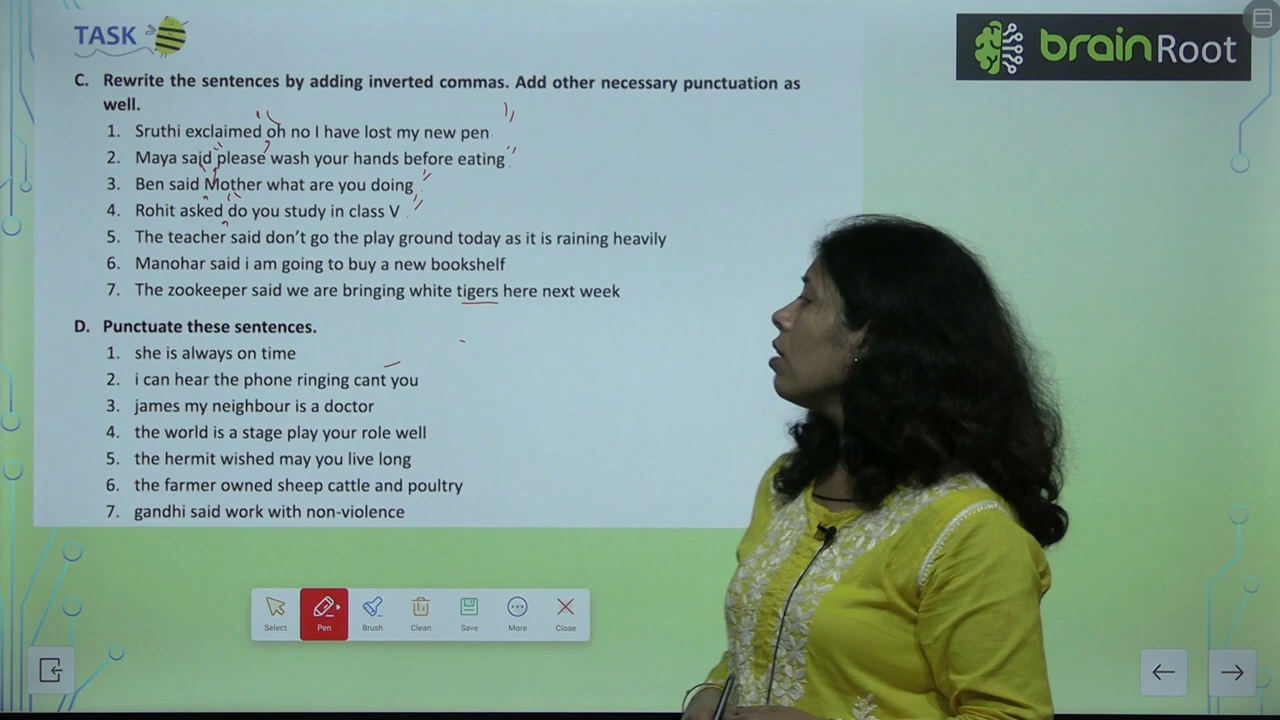 TASK
brainRoot
C. Rewrite the sentences by adding inverted commas. Add other necessary punctuation as
well.
1. Sruthi exclaimed oh no I have lost my new pen
2. Maya said please wash your hands before eating
3. Ben said Mother what are you doing
4. Rohit asked do you study in class V
5. The teacher said don't go the play ground today as it is raining heavily
6. Manohar said i am going to buy a new bookshelf
7. The zookeeper said we are bringing white tigers here next week
D. Punctuate these sentences.
1. she is always on time
2. i can hear the phone ringing cant you
3. james my neighbour is a doctor
4. the world is a stage play your role well
5. the hermit wished may you live long
6. the farmer owned sheep cattle and poultry
7. gandhi said work with non-violence
Select Pen Brush Clean Save More Close